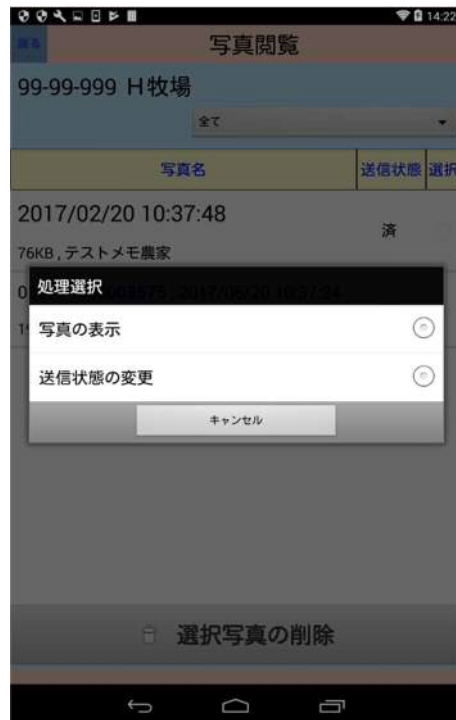 14:22
戻る
写真閲覧
99-99-999 H牧場
全て
写真名 送信状態 選択
2017/02/20 10:37:48
済
76KB , テストメモ農家
処理選択
写真の表示
送信状態の変更
キャンセル
選択写真の削除